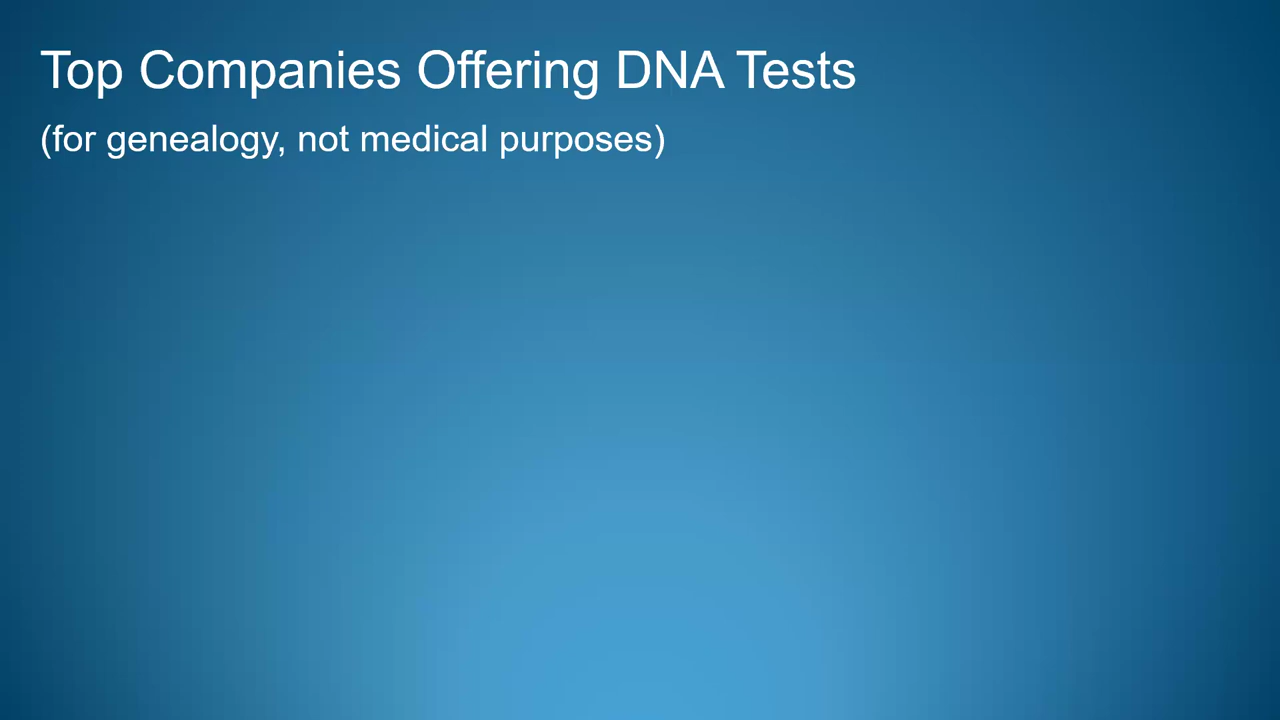 Top Companies Offering DNA Tests
(for genealogy, not medical purposes)